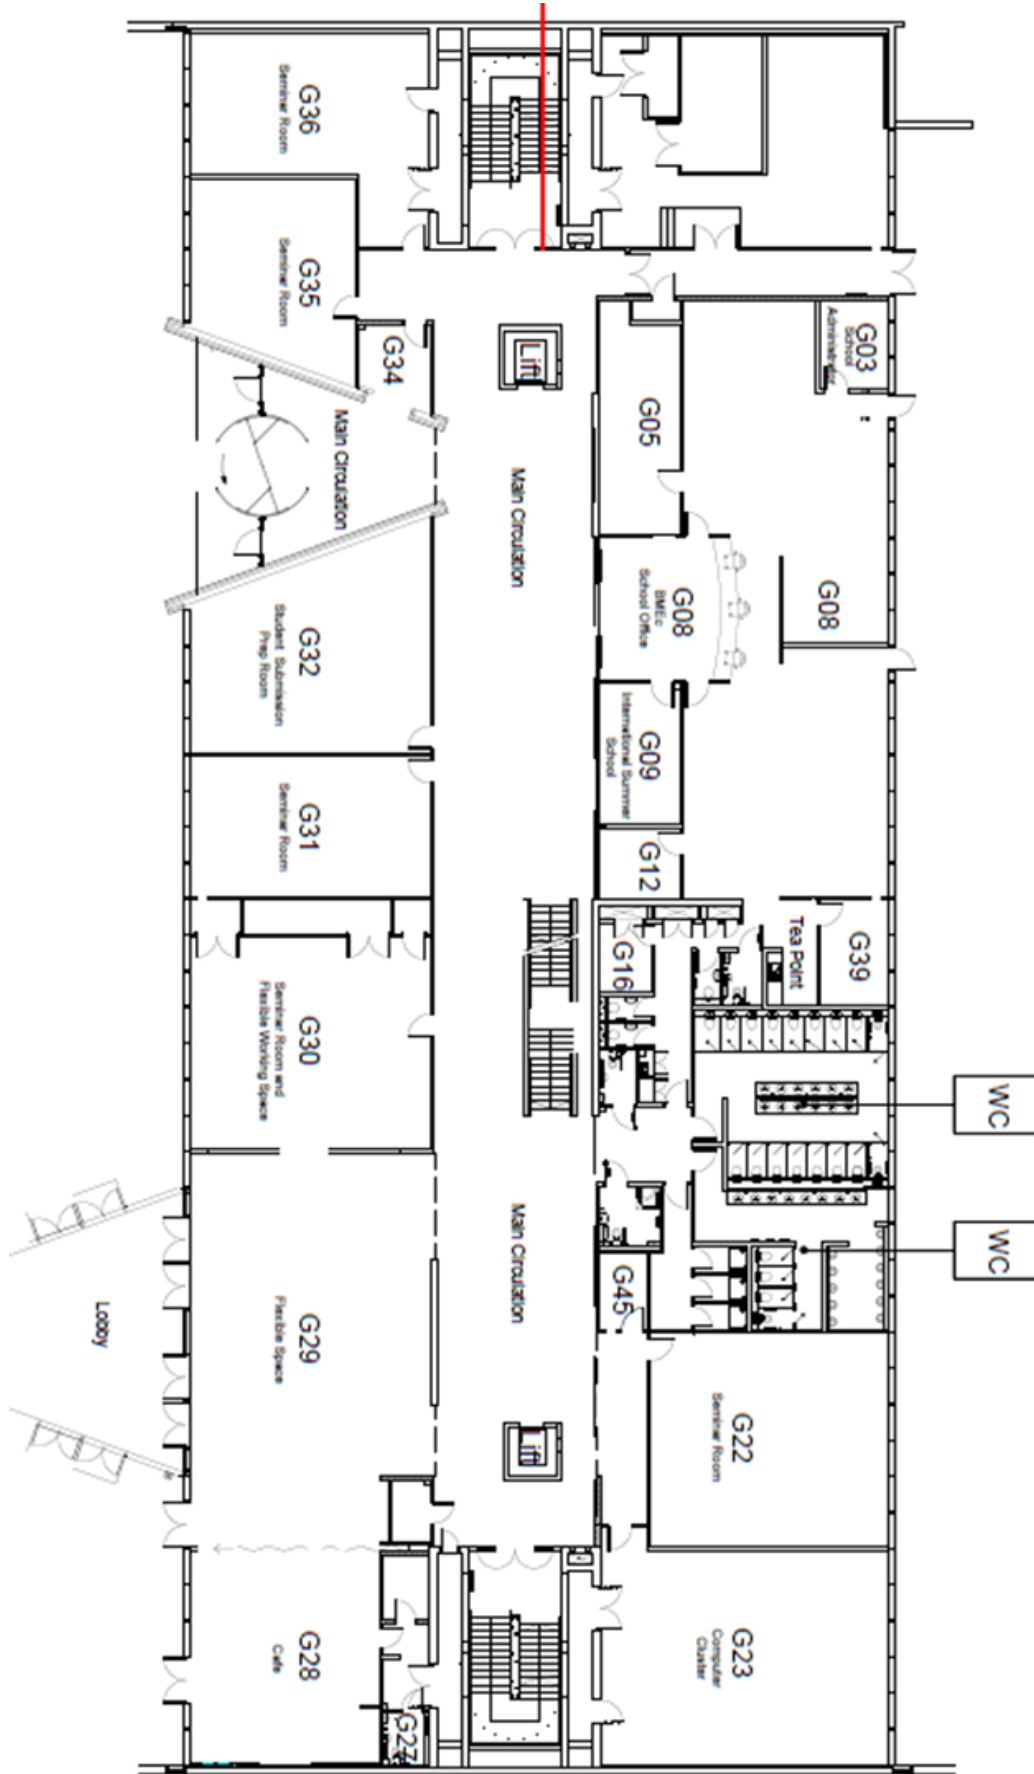 G36
Seminar Room
G35
Seminar Room
G34
Lift
G03
School
Administrator
G05
Main Circulation
Main Circulation
G08
BMEc
School Office
G08
G32
Student Submission
Prep Room
G09
International Summer
School
G31
Seminar Room
G12
G16
Tea Point
G39
G30
Seminar Room and
Flexible Working Space
WC
WC
Main Circulation
G45
Lobby
G29
Flexible Space
G22
Seminar Room
Lift
G28
Cafe
G27
G23
Computer
Cluster